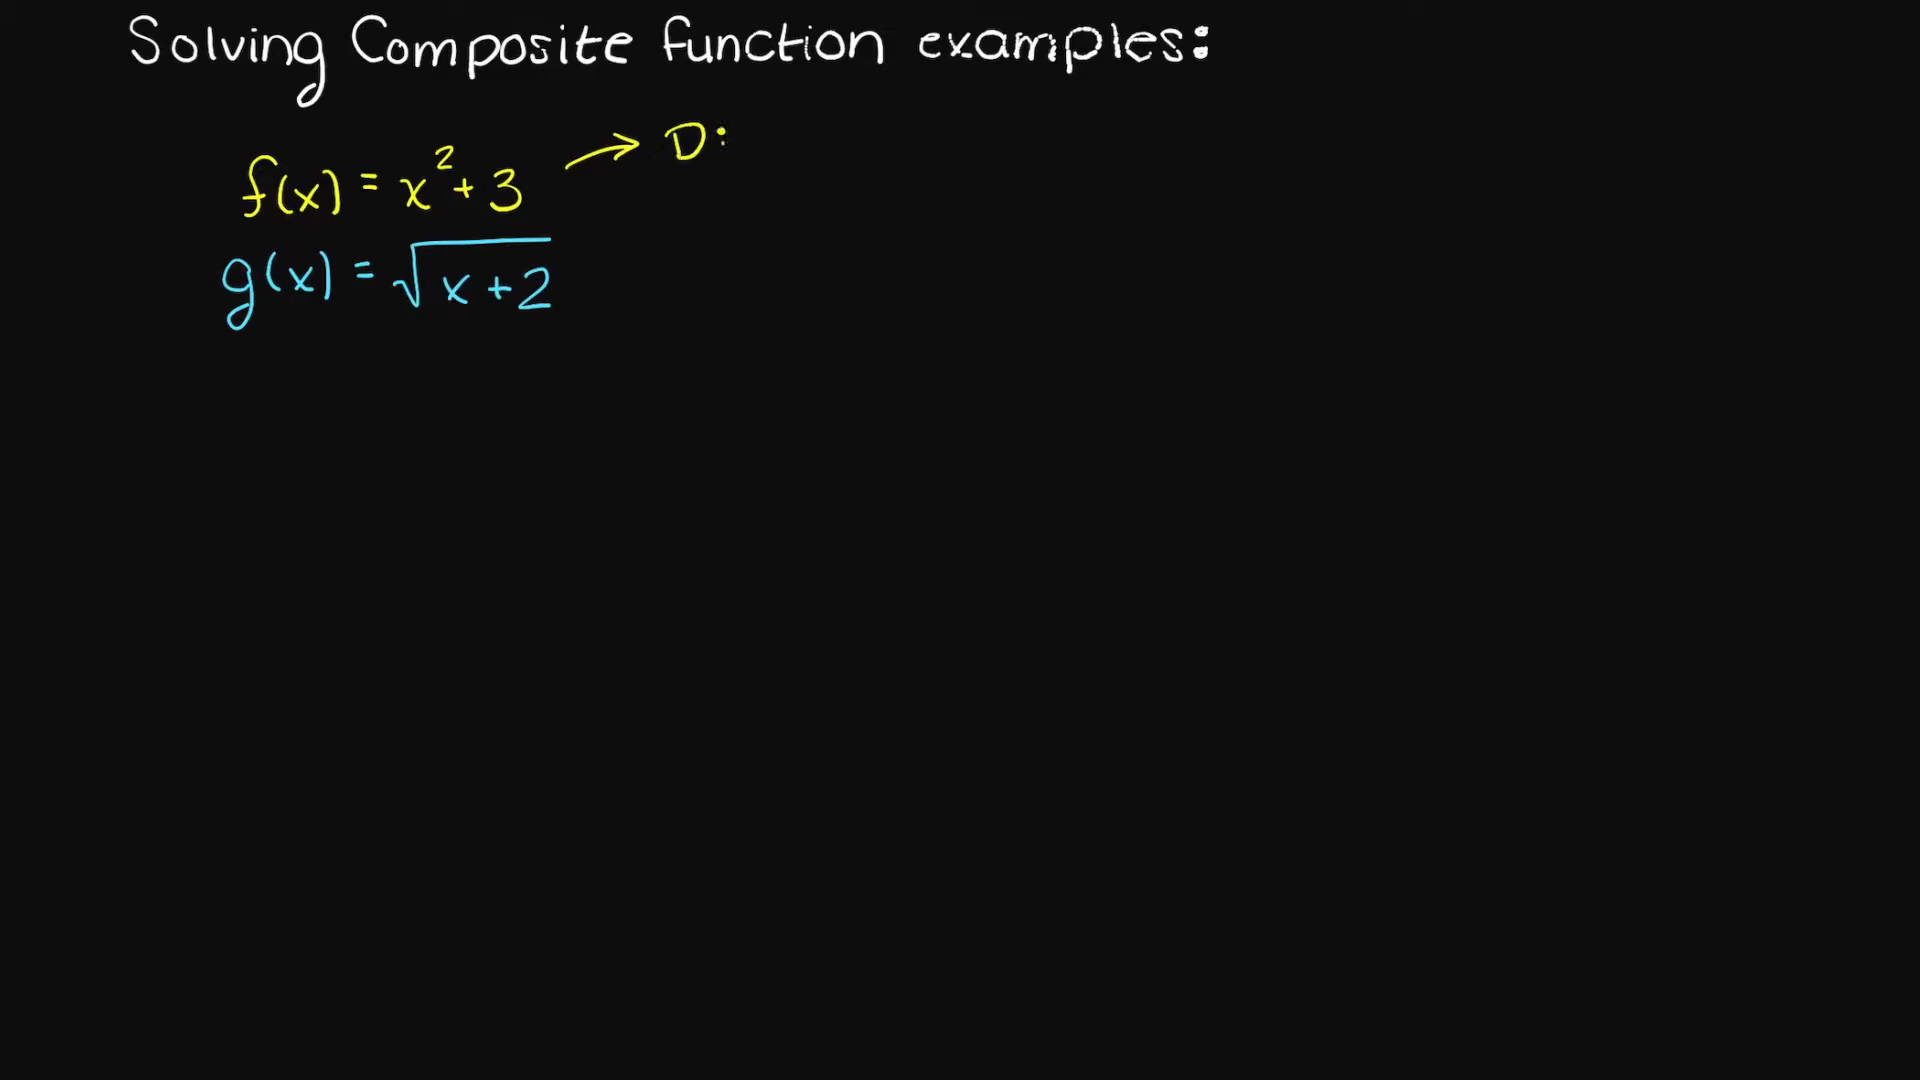 Solving Composite function examples:
f(x) = x² + 3 → D:
g(x) = √x + 2